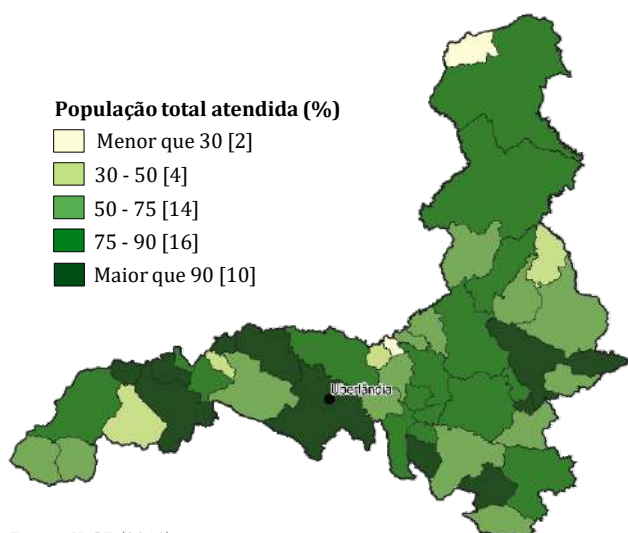 População total atendida (%)
Menor que 30 [2]
30 - 50 [4]
50 - 75 [14]
75 - 90 [16]
Maior que 90 [10]
Uberlândia